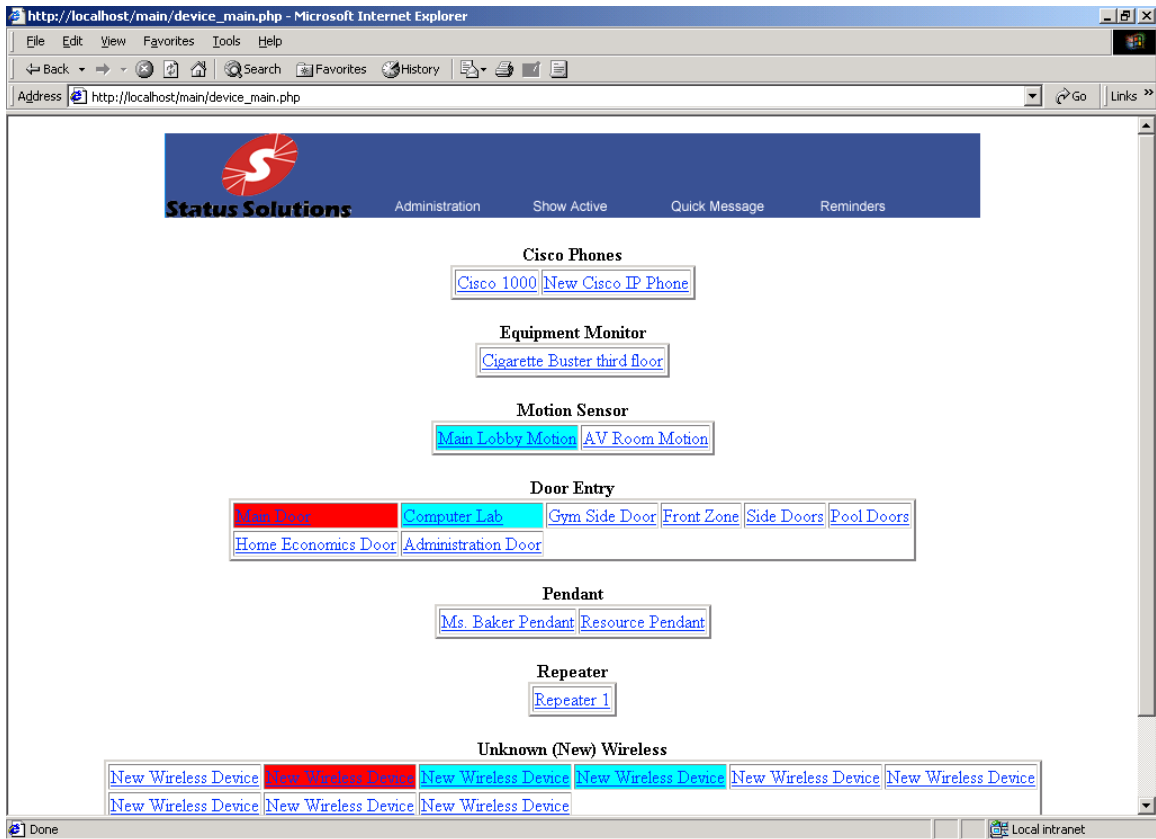 http://localhost/main/device_main.php - Microsoft Internet Explorer
File Edit View Favorites Tools Help
Back Search Favorites History
Address http://localhost/main/device_main.php Go Links »
Status Solutions Administration Show Active Quick Message Reminders
Cisco Phones
Cisco 1000 New Cisco IP Phone
Equipment Monitor
Cigarette Buster third floor
Motion Sensor
Main Lobby Motion AV Room Motion
Door Entry
Main Door Computer Lab Gym Side Door Front Zone Side Doors Pool Doors
Home Economics Door Administration Door
Pendant
Ms. Baker Pendant Resource Pendant
Repeater
Repeater 1
Unknown (New) Wireless
New Wireless Device New Wireless Device New Wireless Device New Wireless Device New Wireless Device New Wireless Device
New Wireless Device New Wireless Device New Wireless Device
Done Local intranet